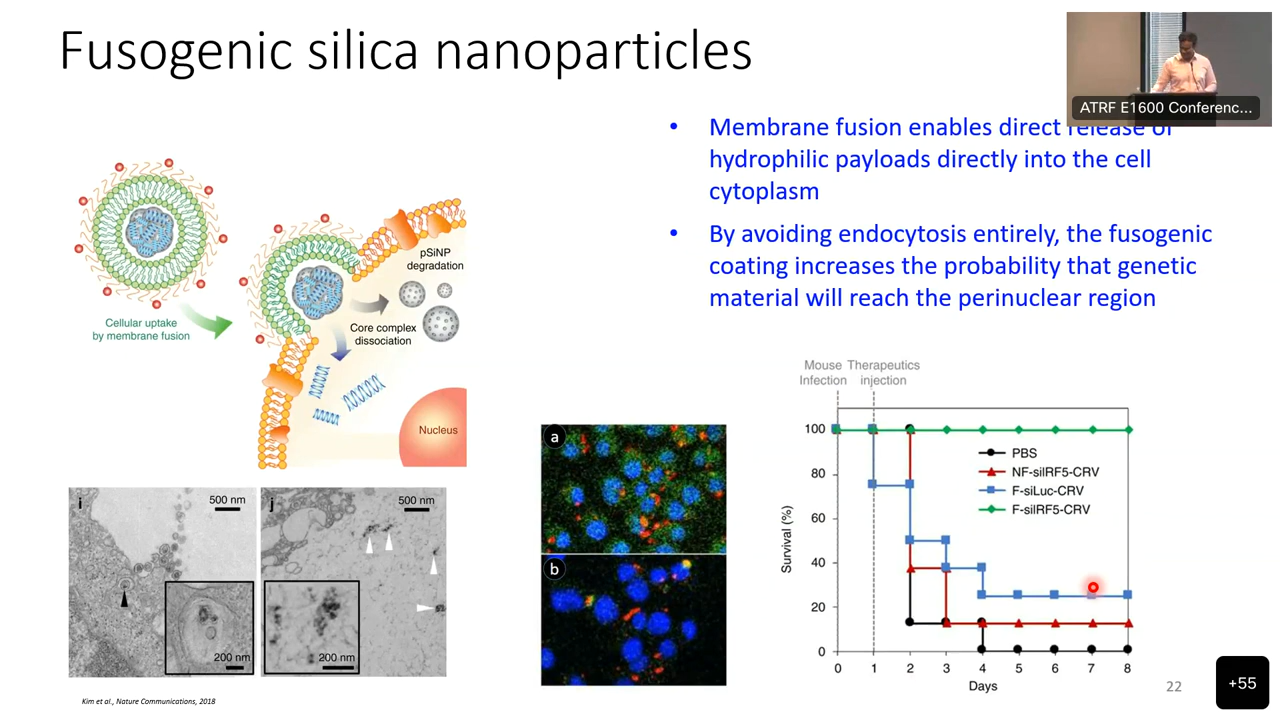 Fusogenic silica nanoparticles
ATRF E1600 Conferenc...
• Membrane fusion enables direct release of
hydrophilic payloads directly into the cell
cytoplasm
• By avoiding endocytosis entirely, the fusogenic
coating increases the probability that genetic
material will reach the perinuclear region
pSiNP
degradation
Cellular uptake
by membrane fusion
Core complex
dissociation
Nucleus
i
500 nm
200 nm
j
500 nm
200 nm
a
b
Mouse
Infection
Therapeutics
injection
Survival (%)
100
80
60
40
20
0
PBS
NF-siIRF5-CRV
F-siLuc-CRV
F-siIRF5-CRV
0 1 2 3 4 5 6 7 8
Days
Kim et al., Nature Communications, 2018
22
+55